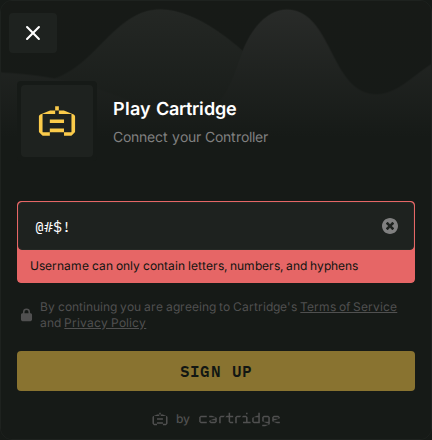 Play Cartridge
Connect your Controller
@#$!
Username can only contain letters, numbers, and hyphens
By continuing you are agreeing to Cartridge's Terms of Service
and Privacy Policy
SIGN UP
by cartridge